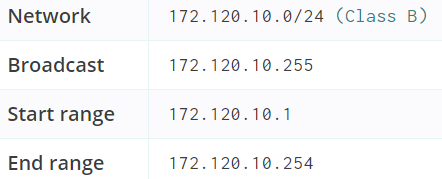 Network 172.120.10.0/24 (Class B)
Broadcast 172.120.10.255
Start range 172.120.10.1
End range 172.120.10.254